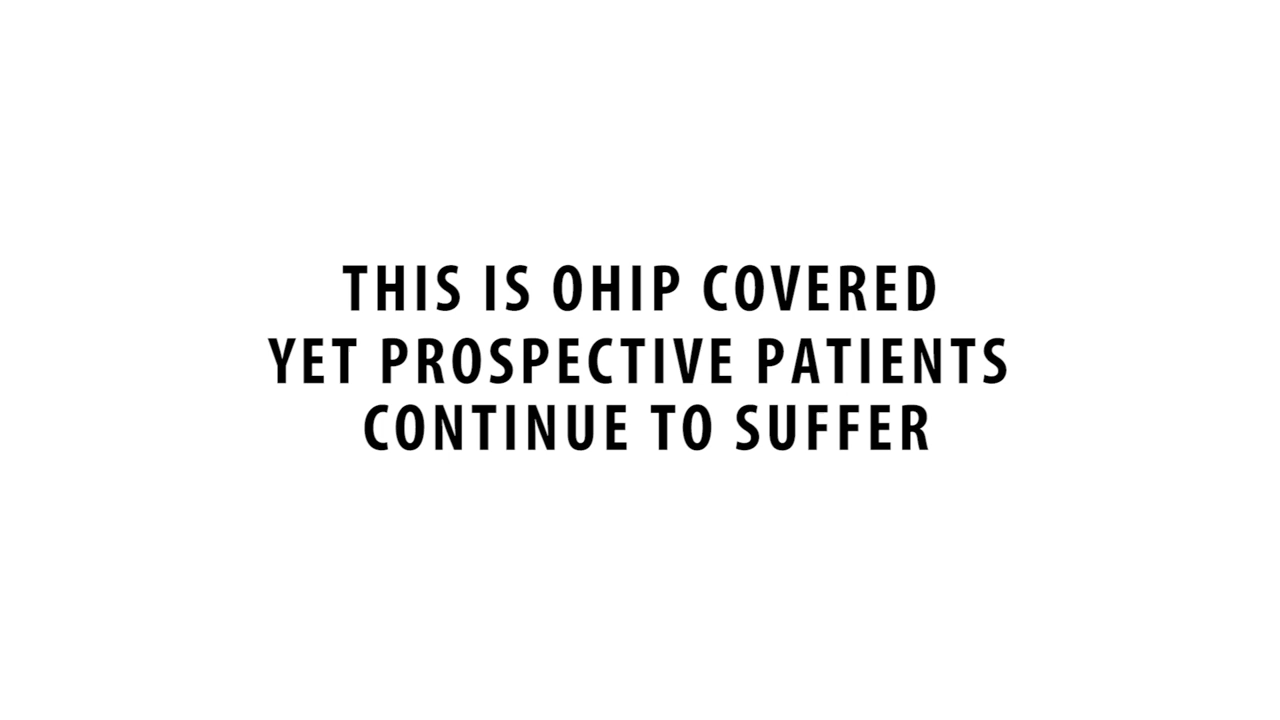 THIS IS OHIP COVERED
YET PROSPECTIVE PATIENTS
CONTINUE TO SUFFER